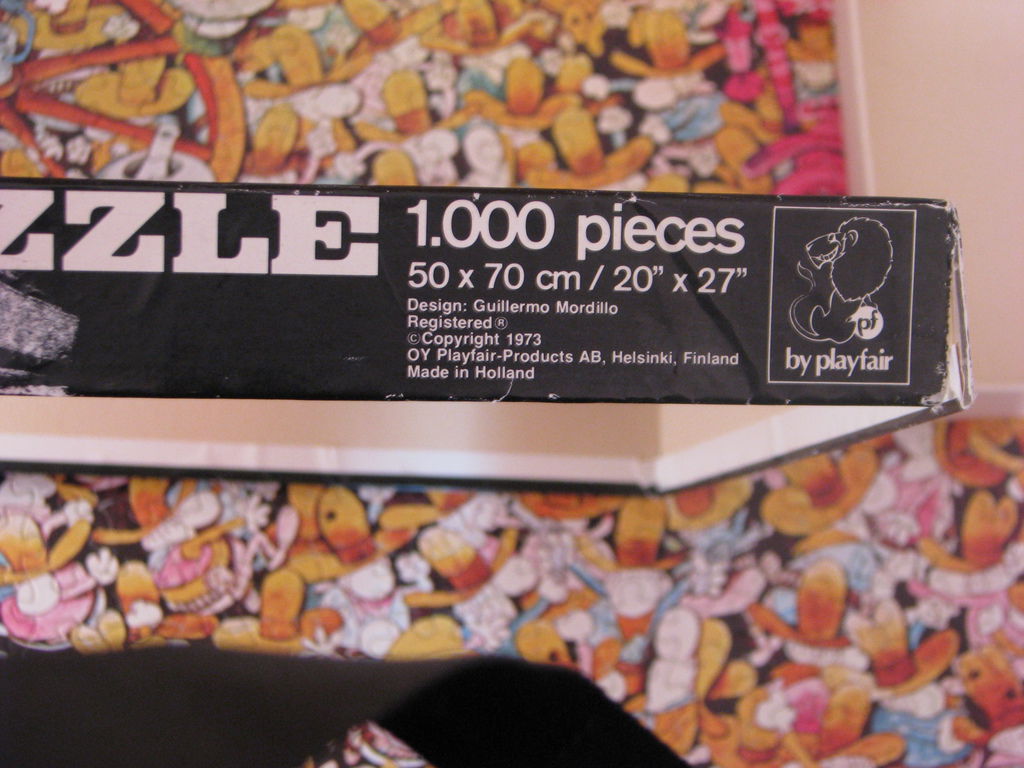 ZZLE
1.000 pieces
50 x 70 cm / 20" x 27"
Design: Guillermo Mordillo
Registered ®
©Copyright 1973
OY Playfair-Products AB, Helsinki, Finland
Made in Holland
pf
by playfair